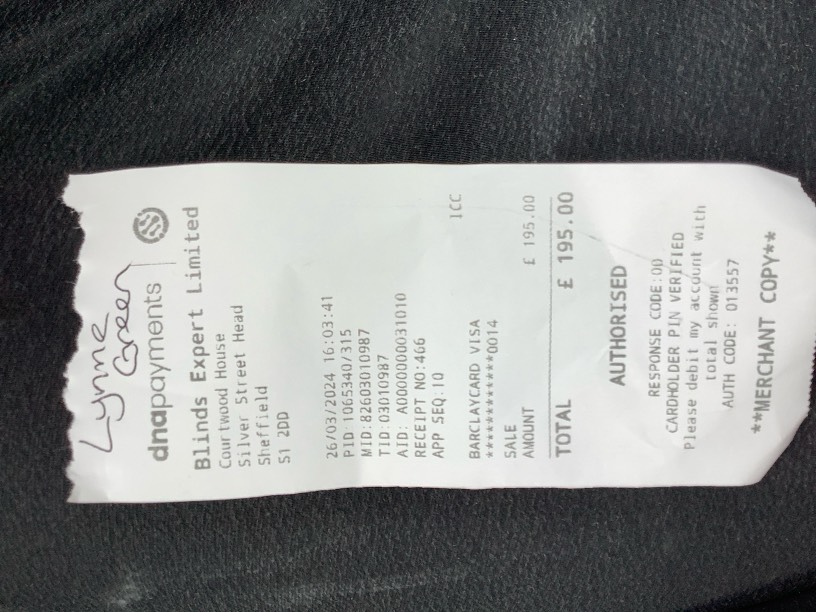 Lynne
Green
dnapayments
Blinds Expert Limited
Courtwood House
Silver Street Head
Sheffield
S1 2DD
26/03/2024 16:03:41
PID:1065340/315
MID:82603010987
TID:03010987
AID: A0000000031010
RECEIPT NO:466
APP SEQ:10
ICC
BARCLAYCARD VISA
************0014
SALE
AMOUNT £ 195.00
TOTAL £ 195.00
AUTHORISED
RESPONSE CODE:00
CARDHOLDER PIN VERIFIED
Please debit my account with
total shown
AUTH CODE: 013557
**MERCHANT COPY**